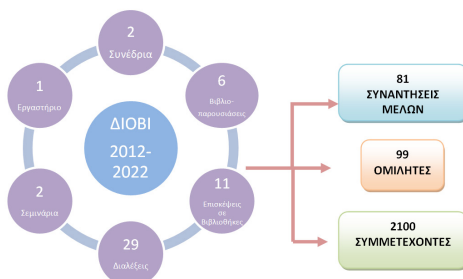 2
Συνέδρια
6
Βιβλιο-
παρουσιάσεις
11
Επισκέψεις
σε
Βιβλιοθήκες
29
Διαλέξεις
2
Σεμινάρια
1
Εργαστήριο
ΔΙΟΒΙ
2012-
2022
81
ΣΥΝΑΝΤΗΣΕΙΣ
ΜΕΛΩΝ
99
ΟΜΙΛΗΤΕΣ
2100
ΣΥΜΜΕΤΕΧΟΝΤΕΣ